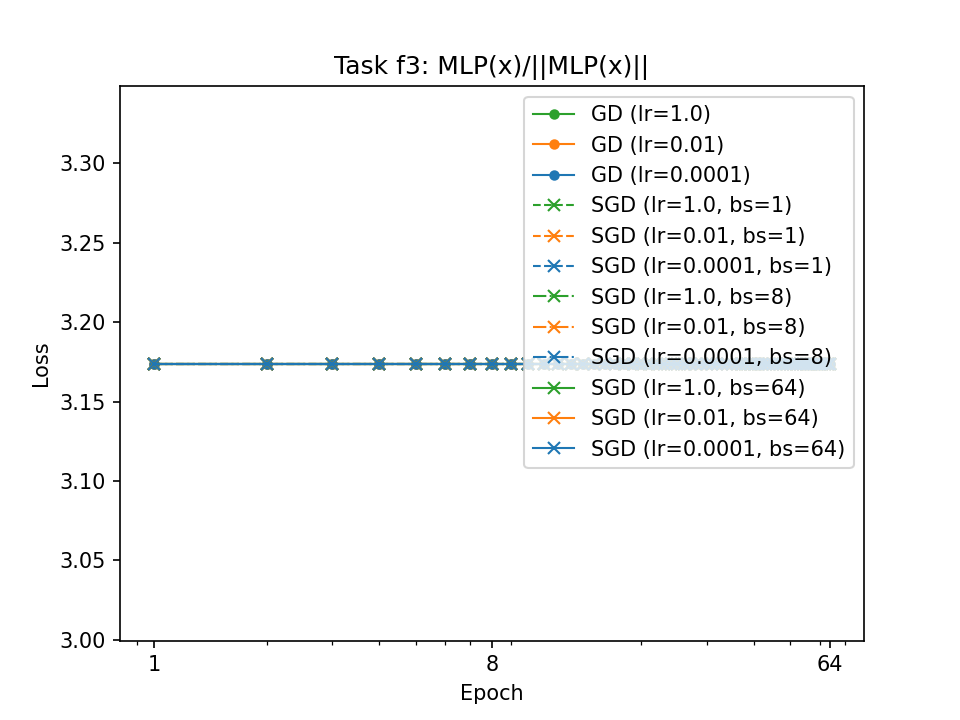 Task f3: MLP(x)/||MLP(x)||
GD (lr=1.0)
GD (lr=0.01)
GD (lr=0.0001)
SGD (lr=1.0, bs=1)
SGD (lr=0.01, bs=1)
SGD (lr=0.0001, bs=1)
SGD (lr=1.0, bs=8)
SGD (lr=0.01, bs=8)
SGD (lr=0.0001, bs=8)
SGD (lr=1.0, bs=64)
SGD (lr=0.01, bs=64)
SGD (lr=0.0001, bs=64)
3.30
3.25
3.20
3.15
3.10
3.05
3.00
Loss
1
8
64
Epoch